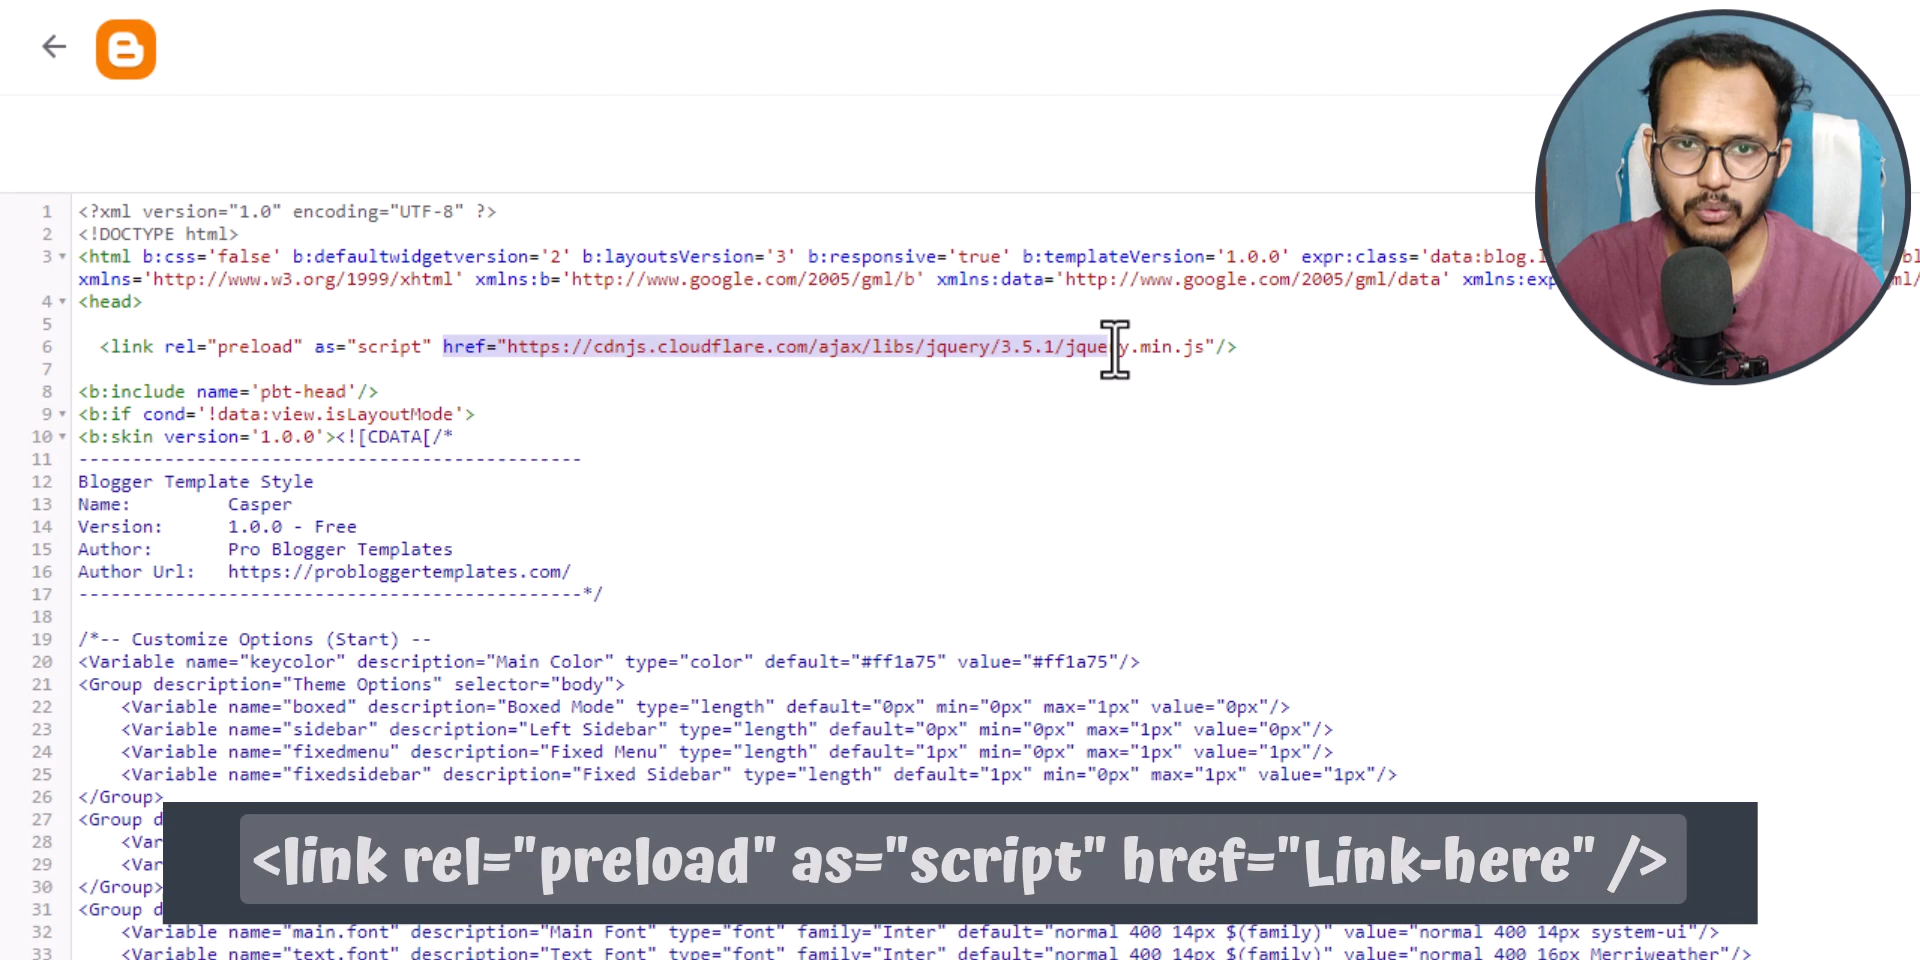 1 <?xml version="1.0" encoding="UTF-8" ?>
2 <!DOCTYPE html>
3 <html b:css='false' b:defaultwidgetversion='2' b:layoutsVersion='3' b:responsive='true' b:templateVersion='1.0.0' expr:class='data:blog.l
xmlns='http://www.w3.org/1999/xhtml' xmlns:b='http://www.google.com/2005/gml/b' xmlns:data='http://www.google.com/2005/gml/data' xmlns:exp
4 <head>
5
6 <link rel="preload" as="script" href="https://cdnjs.cloudflare.com/ajax/libs/jquery/3.5.1/jquery.min.js"/>
7
8 <b:include name='pbt-head'/>
9 <b:if cond='!data:view.isLayoutMode'>
10 <b:skin version='1.0.0'><![CDATA[/*
11 -----------------------------------------------
12 Blogger Template Style
13 Name: Casper
14 Version: 1.0.0 - Free
15 Author: Pro Blogger Templates
16 Author Url: https://probloggertemplates.com/
17 -----------------------------------------------*/
18
19 /*-- Customize Options (Start) --
20 <Variable name="keycolor" description="Main Color" type="color" default="#ff1a75" value="#ff1a75"/>
21 <Group description="Theme Options" selector="body">
22 <Variable name="boxed" description="Boxed Mode" type="length" default="0px" min="0px" max="1px" value="0px"/>
23 <Variable name="sidebar" description="Left Sidebar" type="length" default="0px" min="0px" max="1px" value="0px"/>
24 <Variable name="fixedmenu" description="Fixed Menu" type="length" default="1px" min="0px" max="1px" value="1px"/>
25 <Variable name="fixedsidebar" description="Fixed Sidebar" type="length" default="1px" min="0px" max="1px" value="1px"/>
26 </Group>
27 <Group d
28 <Var
29 <Var
30 </Group>
31 <Group d
<link rel="preload" as="script" href="Link-here" />
32 <Variable name="main.font" description="Main Font" type="font" family="Inter" default="normal 400 14px $(family)" value="normal 400 14px system-ui"/>
33 <Variable name="text.font" description="Text Font" type="font" family="Inter" default="normal 400 14px $(family)" value="normal 400 16px Merriweather"/>